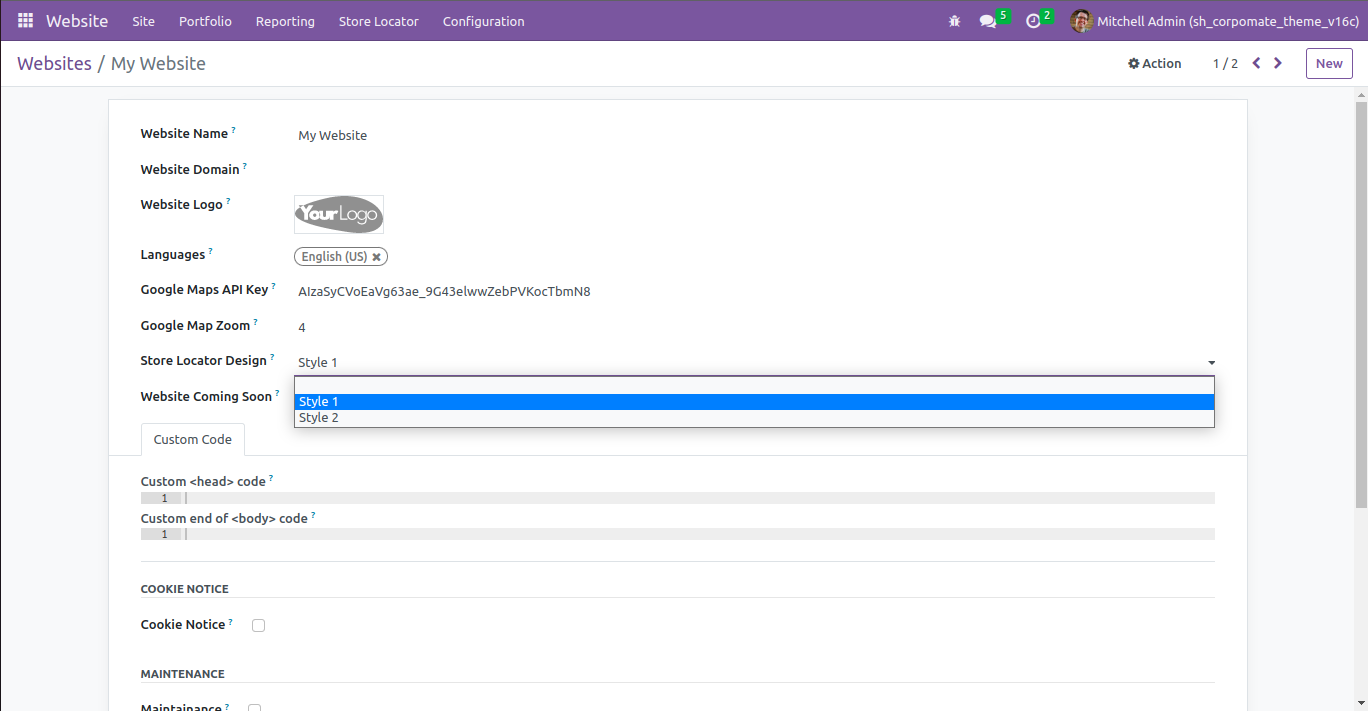 Website Site Portfolio Reporting Store Locator Configuration 5 2 Mitchell Admin (sh_corpomate_theme_v16c)
Websites / My Website Action 1 / 2 New
Website Name ? My Website
Website Domain ?
Website Logo ? YourLogo
Languages ? English (US)
Google Maps API Key ? AIzaSyCVoEaVg63ae_9G43elwwZebPVKocTbmN8
Google Map Zoom ? 4
Store Locator Design ? Style 1
Website Coming Soon ?
Style 1
Style 2
Custom Code
Custom <head> code ?
1
Custom end of <body> code ?
1
COOKIE NOTICE
Cookie Notice ?
MAINTENANCE
Maintainance ?